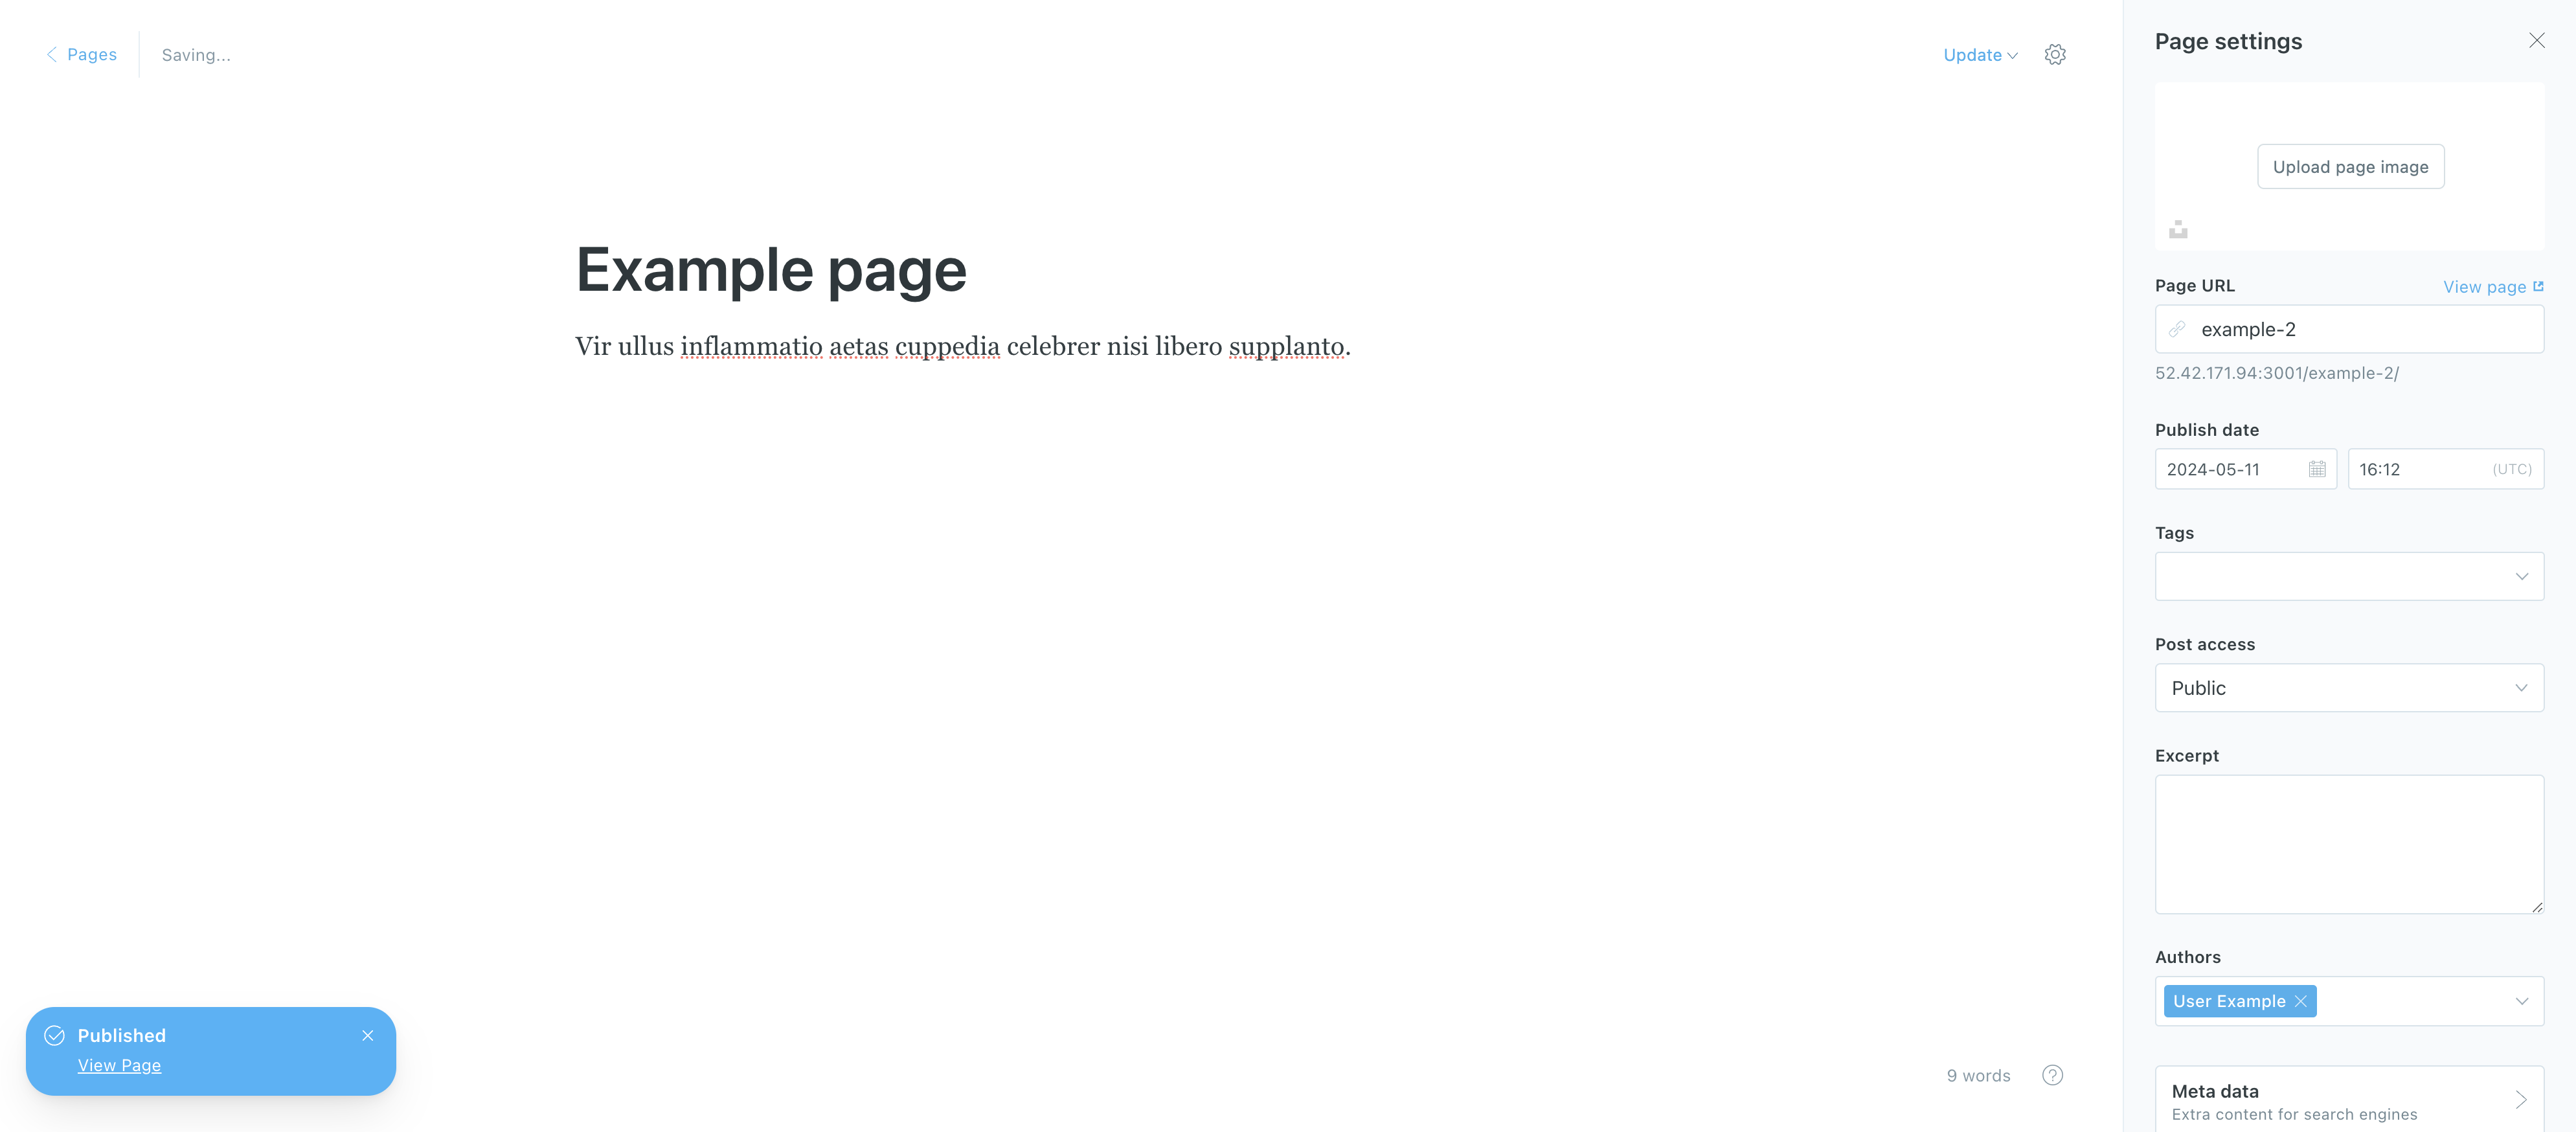 Pages
Saving...
Update
Example page
Vir ullus inflammatio aetas cuppedia celebrer nisi libero supplanto.
Published
View Page
9 words
?
Page settings
Upload page image
Page URL
View page
example-2
52.42.171.94:3001/example-2/
Publish date
2024-05-11
16:12
(UTC)
Tags
Post access
Public
Excerpt
Authors
User Example
Meta data
Extra content for search engines